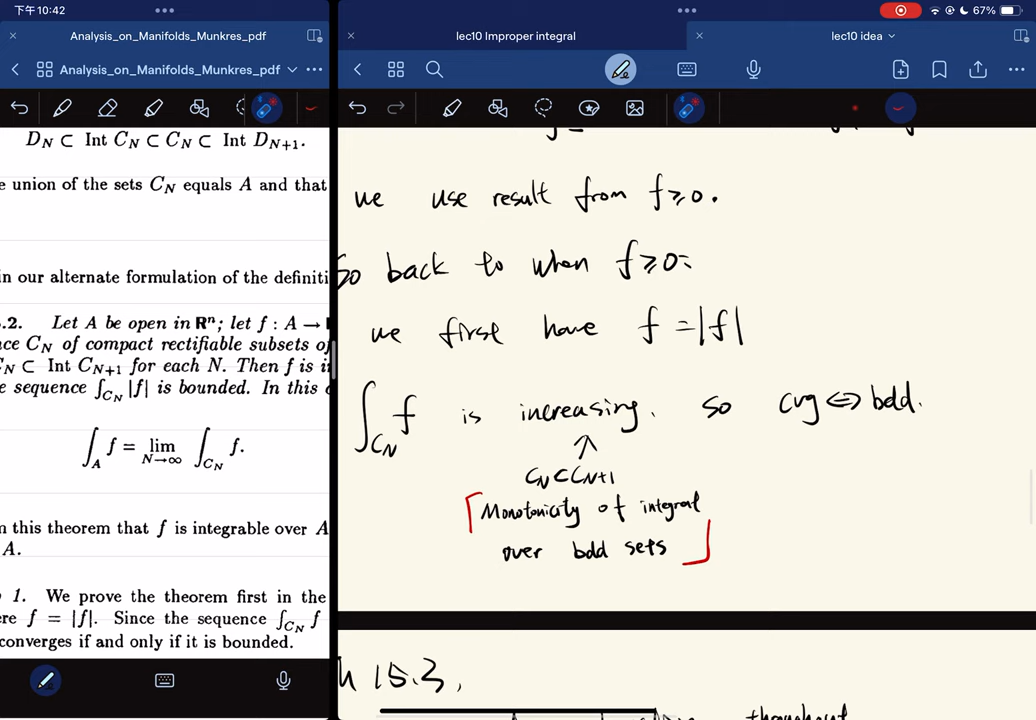 下午10:42
67%
Analysis_on_Manifolds_Munkres_pdf
lec10 Improper integral
lec10 idea
Analysis_on_Manifolds_Munkres_pdf
D_N ⊂ Int C_N ⊂ C_N ⊂ Int D_{N+1}.
e union of the sets C_N equals A and that
in our alternate formulation of the definiti
.2. Let A be open in R^n; let f : A →
ce C_N of compact rectifiable subsets of
C_N ⊂ Int C_{N+1} for each N. Then f is i
e sequence ∫_{C_N} |f| is bounded. In this
∫_A f = lim_{N→∞} ∫_{C_N} f.
m this theorem that f is integrable over A
A.
1. We prove the theorem first in the
re f = |f|. Since the sequence ∫_{C_N} f
converges if and only if it is bounded.
we use result from f≥0.
So back to when f≥0:
we first have f = |f|
∫_{C_N} f is increasing. so cvg ⇔ bdd.
↑
C_N ⊂ C_{N+1}
Monotonicity of integral
over bdd sets
15.3,
throughout